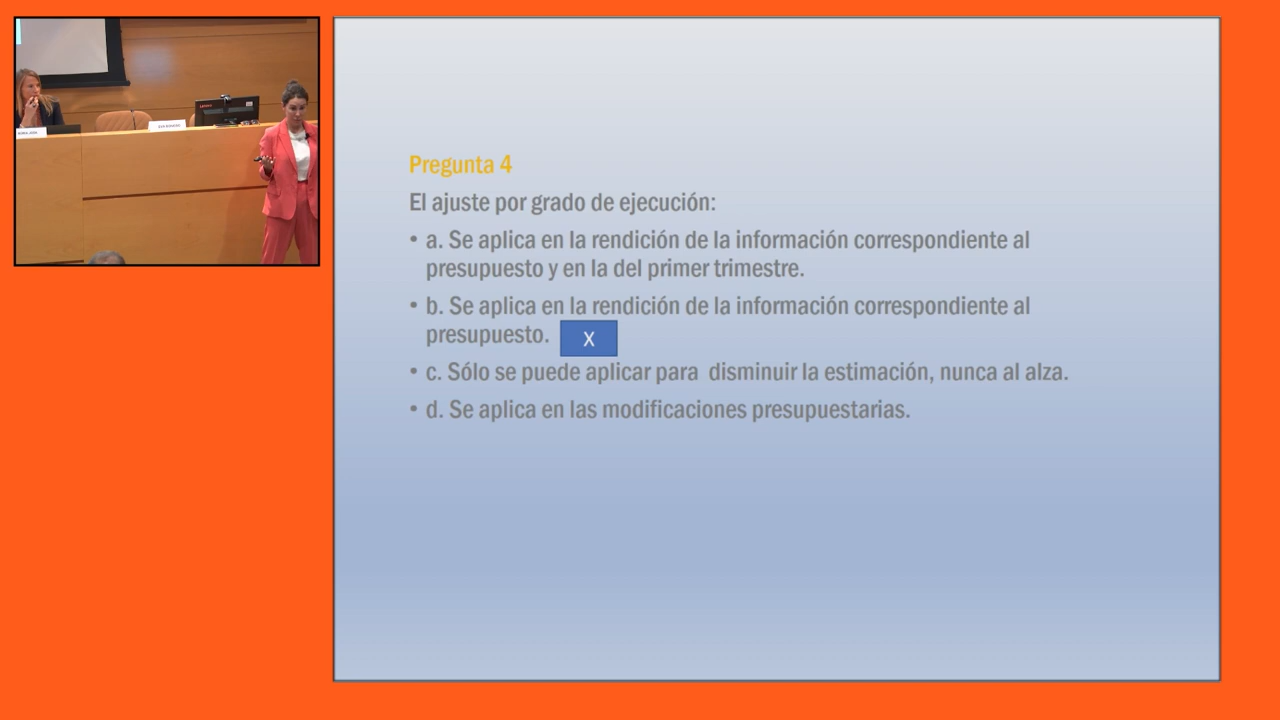 Pregunta 4
El ajuste por grado de ejecución:
• a. Se aplica en la rendición de la información correspondiente al
presupuesto y en la del primer trimestre.
• b. Se aplica en la rendición de la información correspondiente al
presupuesto. X
• c. Sólo se puede aplicar para disminuir la estimación, nunca al alza.
• d. Se aplica en las modificaciones presupuestarias.